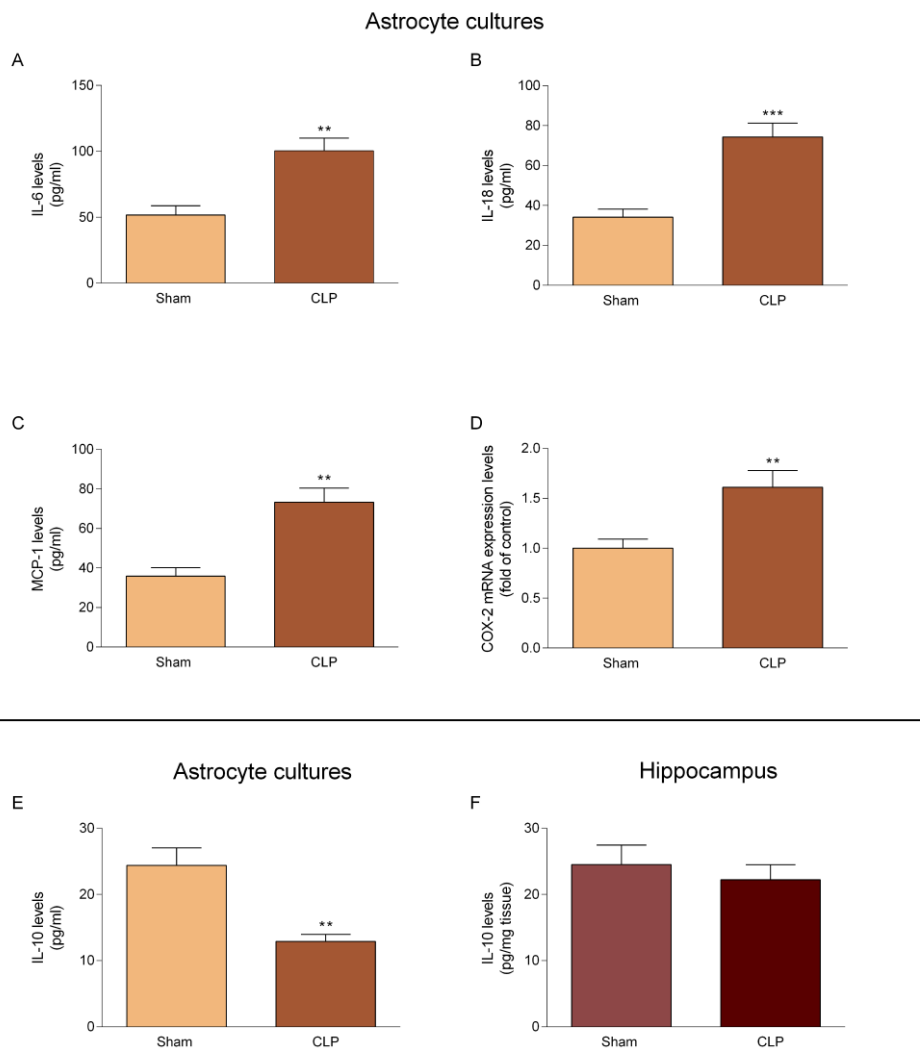 Astrocyte cultures
A
IL-6 levels
(pg/ml)
150
100
50
0
**
Sham
CLP
B
IL-18 levels
(pg/ml)
100
80
60
40
20
0
***
Sham
CLP
C
MCP-1 levels
(pg/ml)
100
80
60
40
20
0
**
Sham
CLP
D
COX-2 mRNA expression levels
(fold of control)
2.0
1.5
1.0
0.5
0.0
**
Sham
CLP
Astrocyte cultures
E
IL-10 levels
(pg/ml)
30
20
10
0
**
Sham
CLP
Hippocampus
F
IL-10 levels
(pg/mg tissue)
30
20
10
0
Sham
CLP